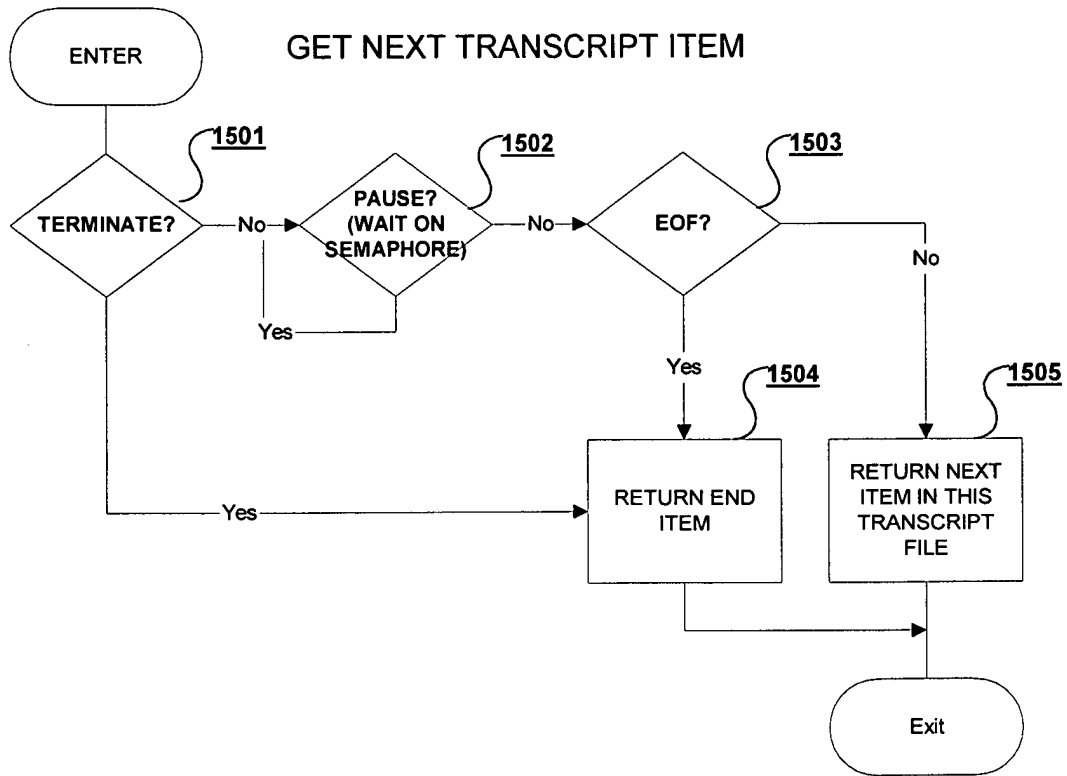 ENTER
GET NEXT TRANSCRIPT ITEM
1501
1502
1503
TERMINATE?
No
PAUSE?
(WAIT ON
SEMAPHORE)
No
EOF?
No
Yes
Yes
1504
1505
RETURN END
ITEM
RETURN NEXT
ITEM IN THIS
TRANSCRIPT
FILE
Yes
Exit